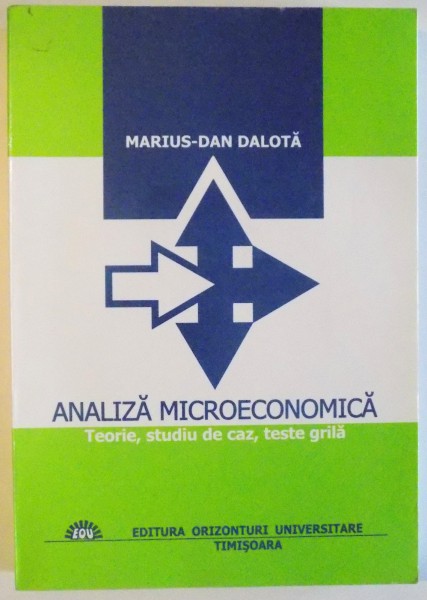 MARIUS-DAN DALOTĂ
ANALIZĂ MICROECONOMICĂ
Teorie, studiu de caz, teste grilă
EOU
EDITURA ORIZONTURI UNIVERSITARE
TIMIȘOARA